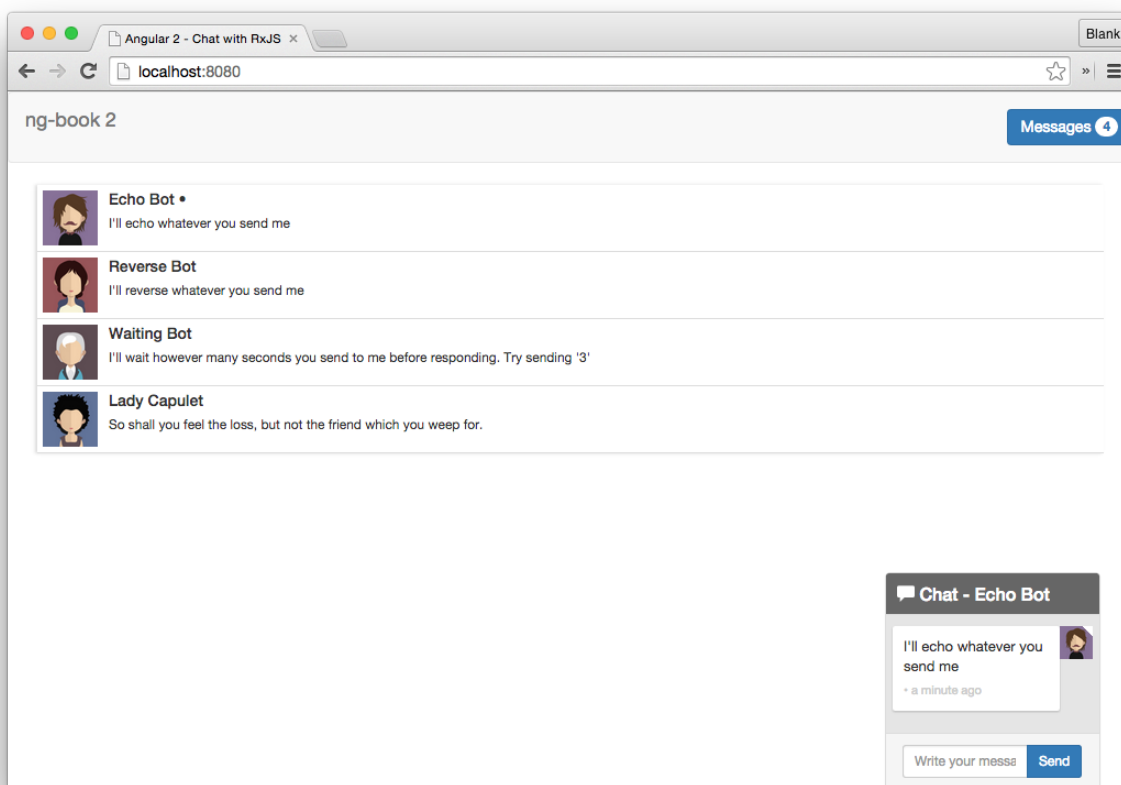 Angular 2 - Chat with RxJS
Blank
localhost:8080
ng-book 2
Messages 4
Echo Bot •
I'll echo whatever you send me
Reverse Bot
I'll reverse whatever you send me
Waiting Bot
I'll wait however many seconds you send to me before responding. Try sending '3'
Lady Capulet
So shall you feel the loss, but not the friend which you weep for.
Chat - Echo Bot
I'll echo whatever you
send me
• a minute ago
Write your messa
Send